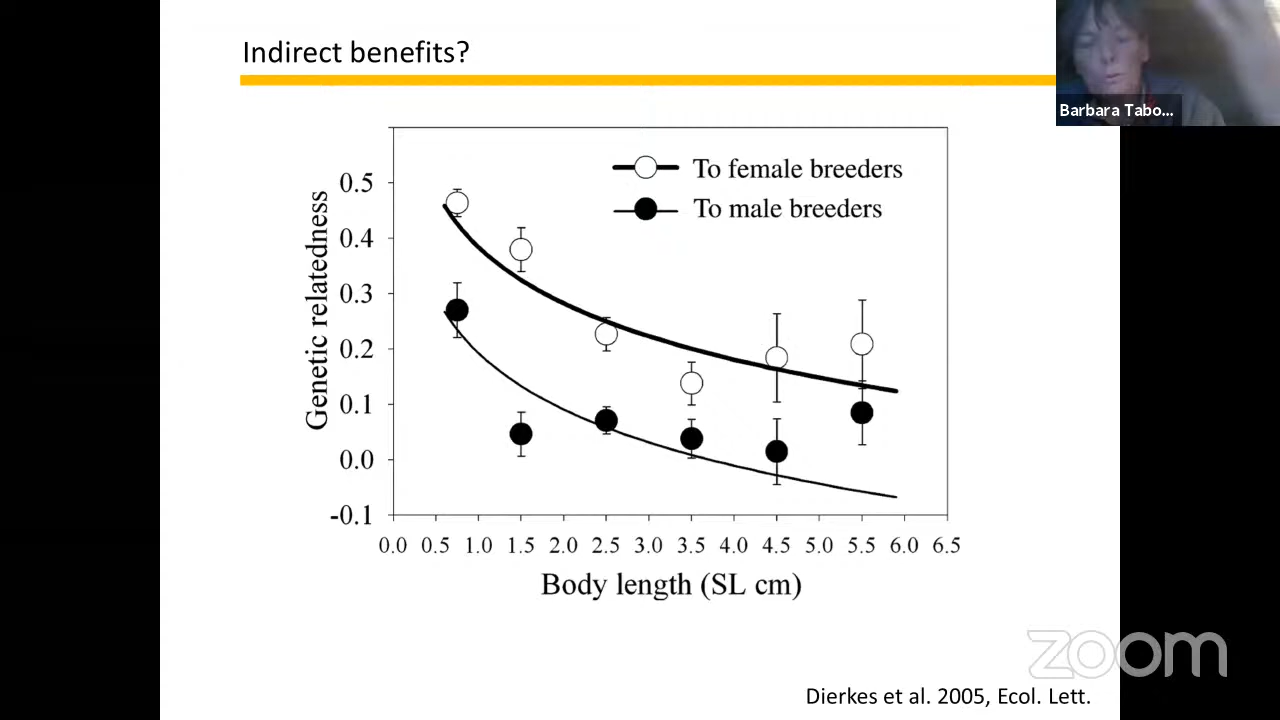 Indirect benefits?
Barbara Tabo...
To female breeders
To male breeders
Genetic relatedness
0.5
0.4
0.3
0.2
0.1
0.0
-0.1
0.0 0.5 1.0 1.5 2.0 2.5 3.0 3.5 4.0 4.5 5.0 5.5 6.0 6.5
Body length (SL cm)
zoom
Dierkes et al. 2005, Ecol. Lett.